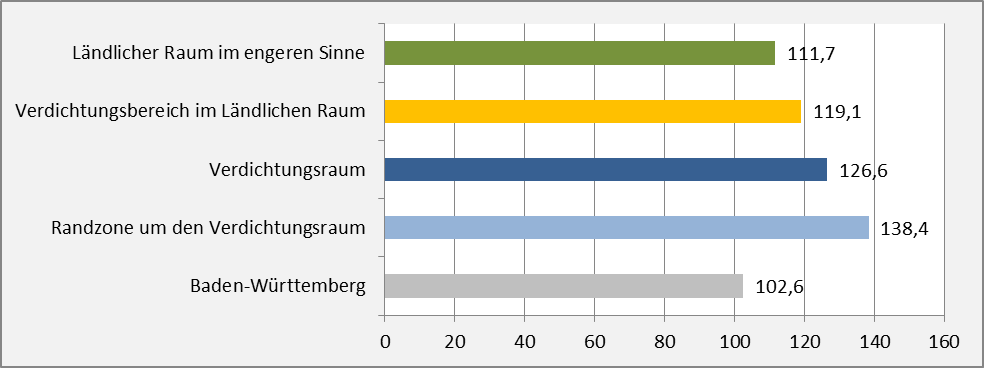 Ländlicher Raum im engeren Sinne 111,7
Verdichtungsbereich im Ländlichen Raum 119,1
Verdichtungsraum 126,6
Randzone um den Verdichtungsraum 138,4
Baden-Württemberg 102,6
0 20 40 60 80 100 120 140 160